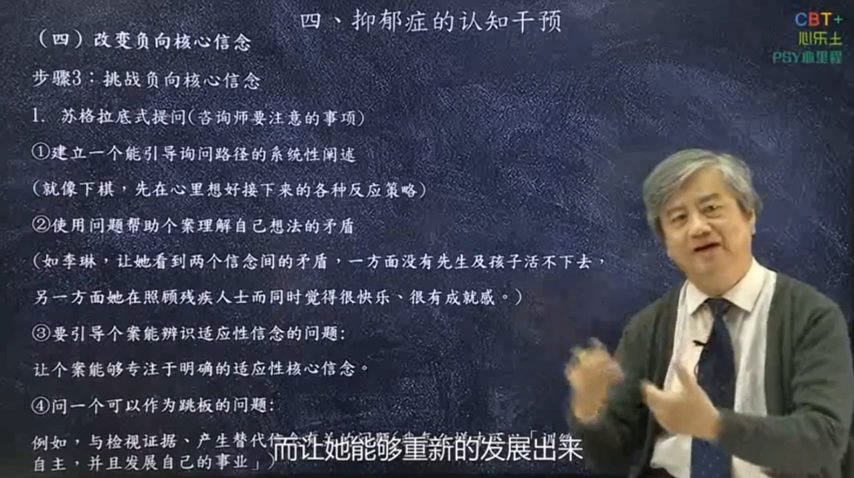 四、抑郁症的认知干预
CBT+
心乐土
PSY心里程
（四）改变负向核心信念
步骤3：挑战负向核心信念
1. 苏格拉底式提问(咨询师要注意的事项)
①建立一个能引导询问路径的系统性阐述
(就像下棋，先在心里想好接下来的各种反应策略)
②使用问题帮助个案理解自己想法的矛盾
(如李琳，让她看到两个信念间的矛盾，一方面没有先生及孩子活不下去，
另一方面她在照顾残疾人士而同时觉得很快乐、很有成就感。)
③要引导个案能辨识适应性信念的问题:
让个案能够专注于明确的适应性核心信念。
④问一个可以作为跳板的问题:
例如，与检视证据、产生替代
自主，并且发展自己的事业」)
而让她能够重新的发展出来